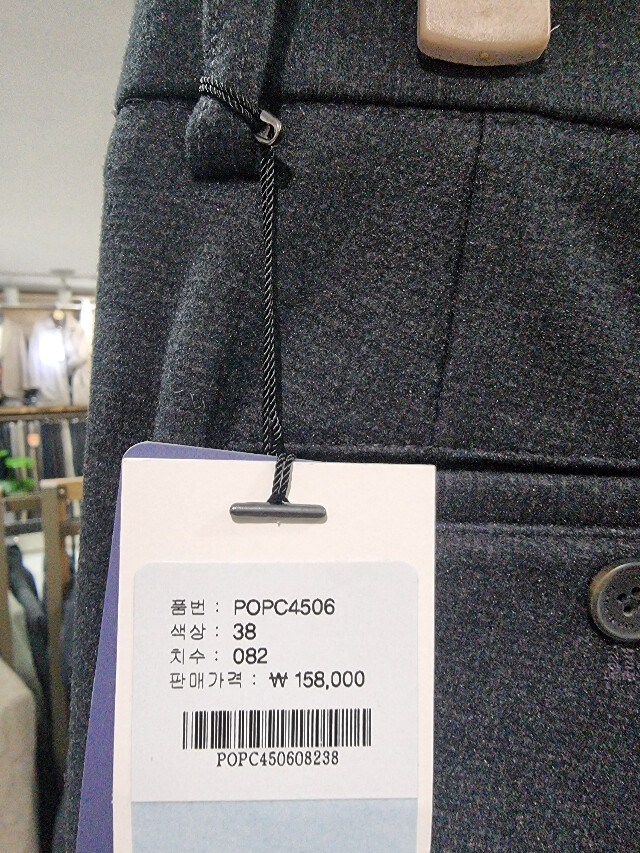 품번 : POPC4506
색상 : 38
치수 : 082
판매가격 : ₩ 158,000
POPC450608238